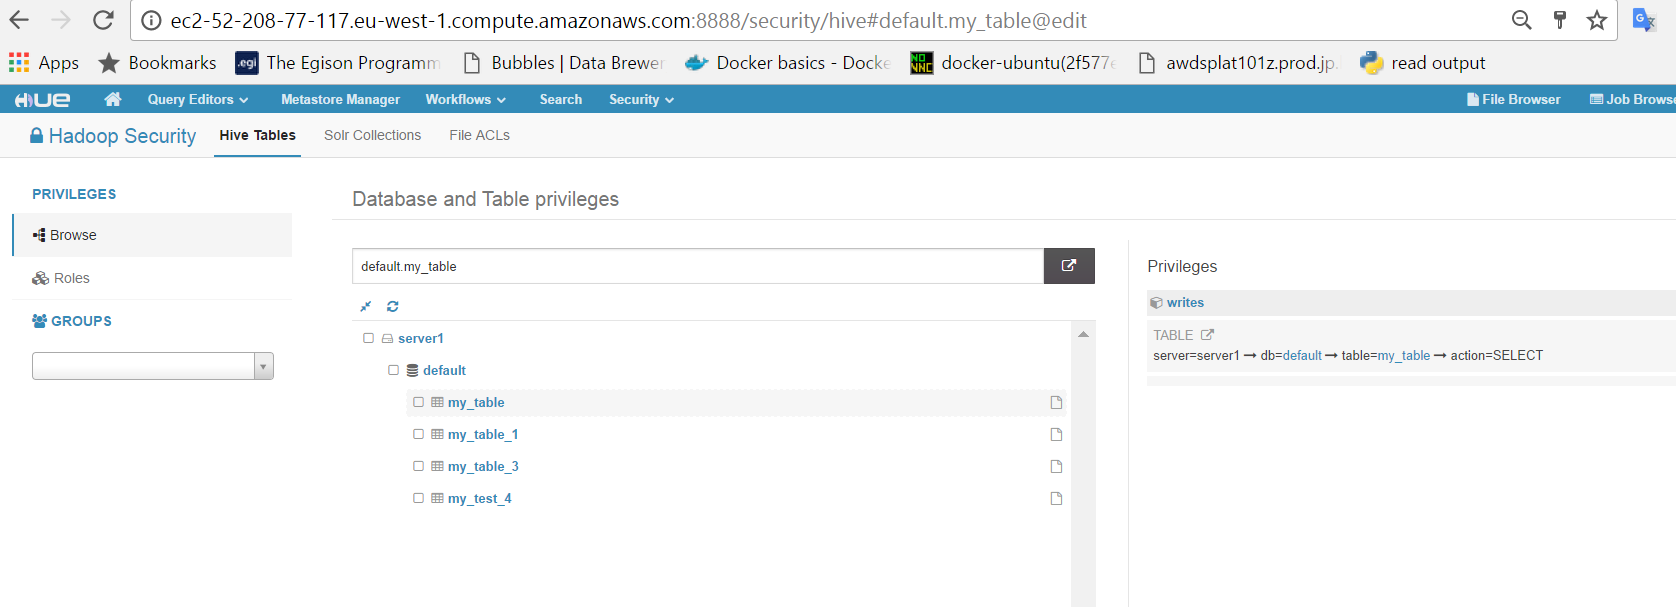 ec2-52-208-77-117.eu-west-1.compute.amazonaws.com:8888/security/hive#default.my_table@edit
Apps Bookmarks .egi The Egison Programm Bubbles | Data Brewer Docker basics - Docke NO VNC docker-ubuntu(2f577e awdsplat101z.prod.jp. read output
HUE Query Editors Metastore Manager Workflows Search Security File Browser Job Browse
Hadoop Security Hive Tables Solr Collections File ACLs
PRIVILEGES
Browse
Roles
GROUPS
Database and Table privileges
default.my_table
server1
default
my_table
my_table_1
my_table_3
my_test_4
Privileges
writes
TABLE
server=server1 → db=default → table=my_table → action=SELECT